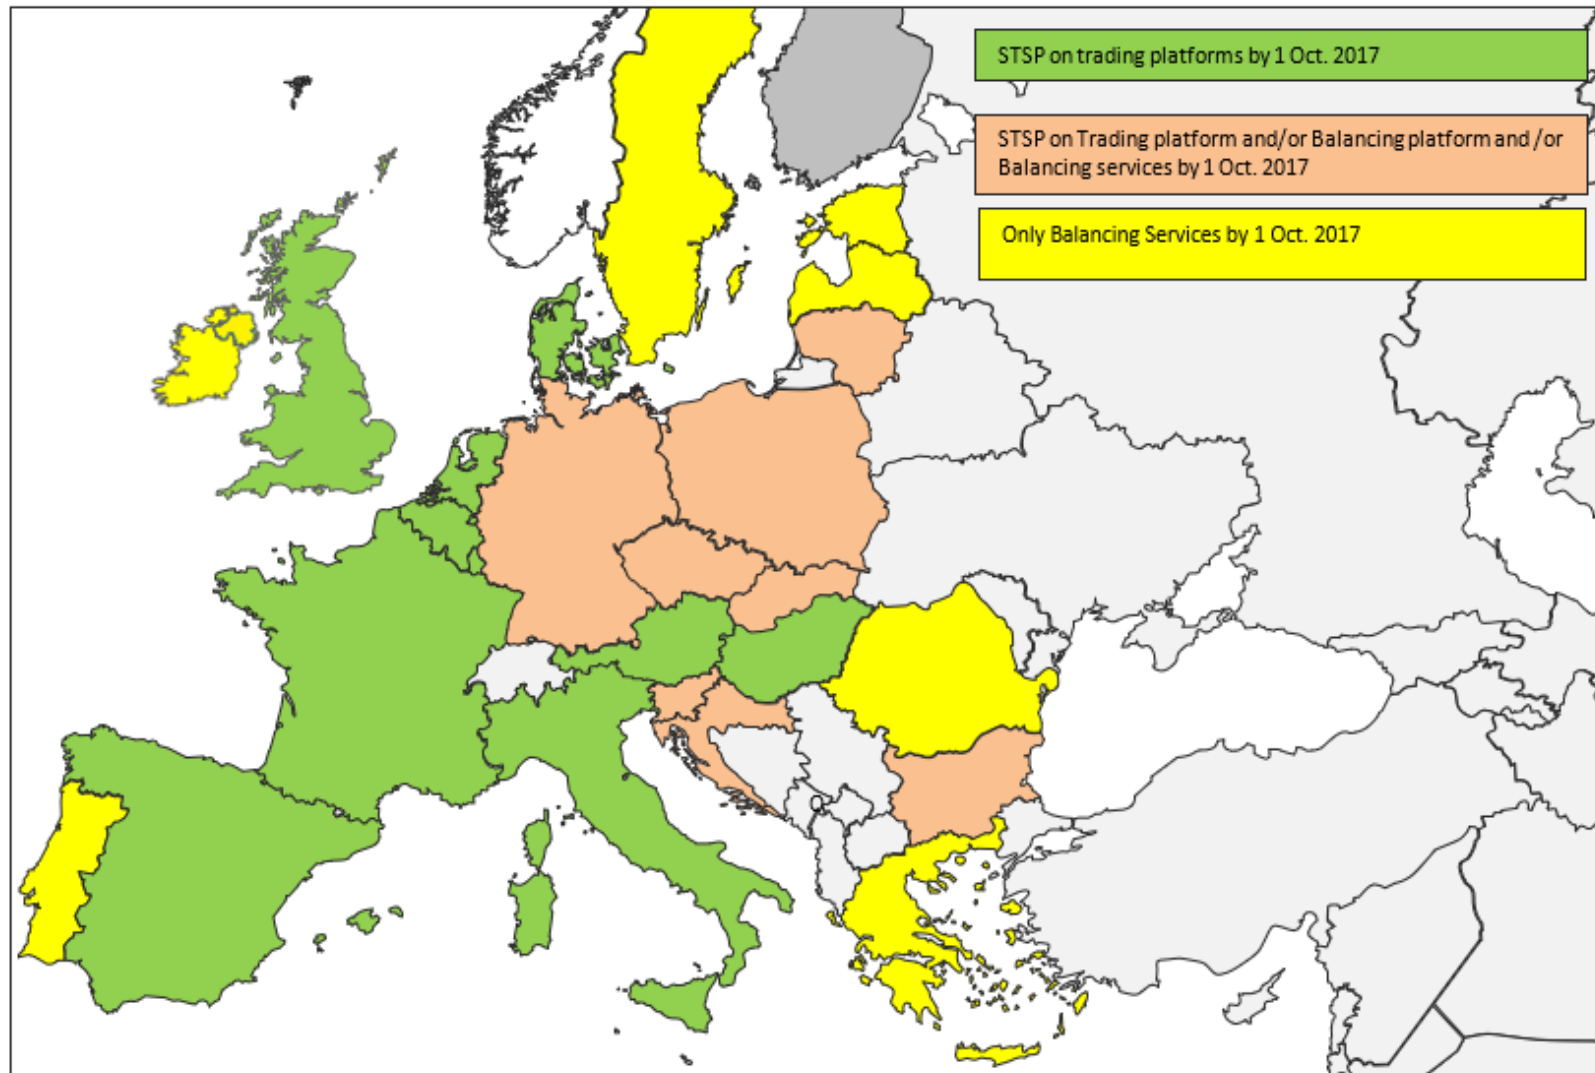 STSP on trading platforms by 1 Oct. 2017
STSP on Trading platform and/or Balancing platform and /or
Balancing services by 1 Oct. 2017
Only Balancing Services by 1 Oct. 2017